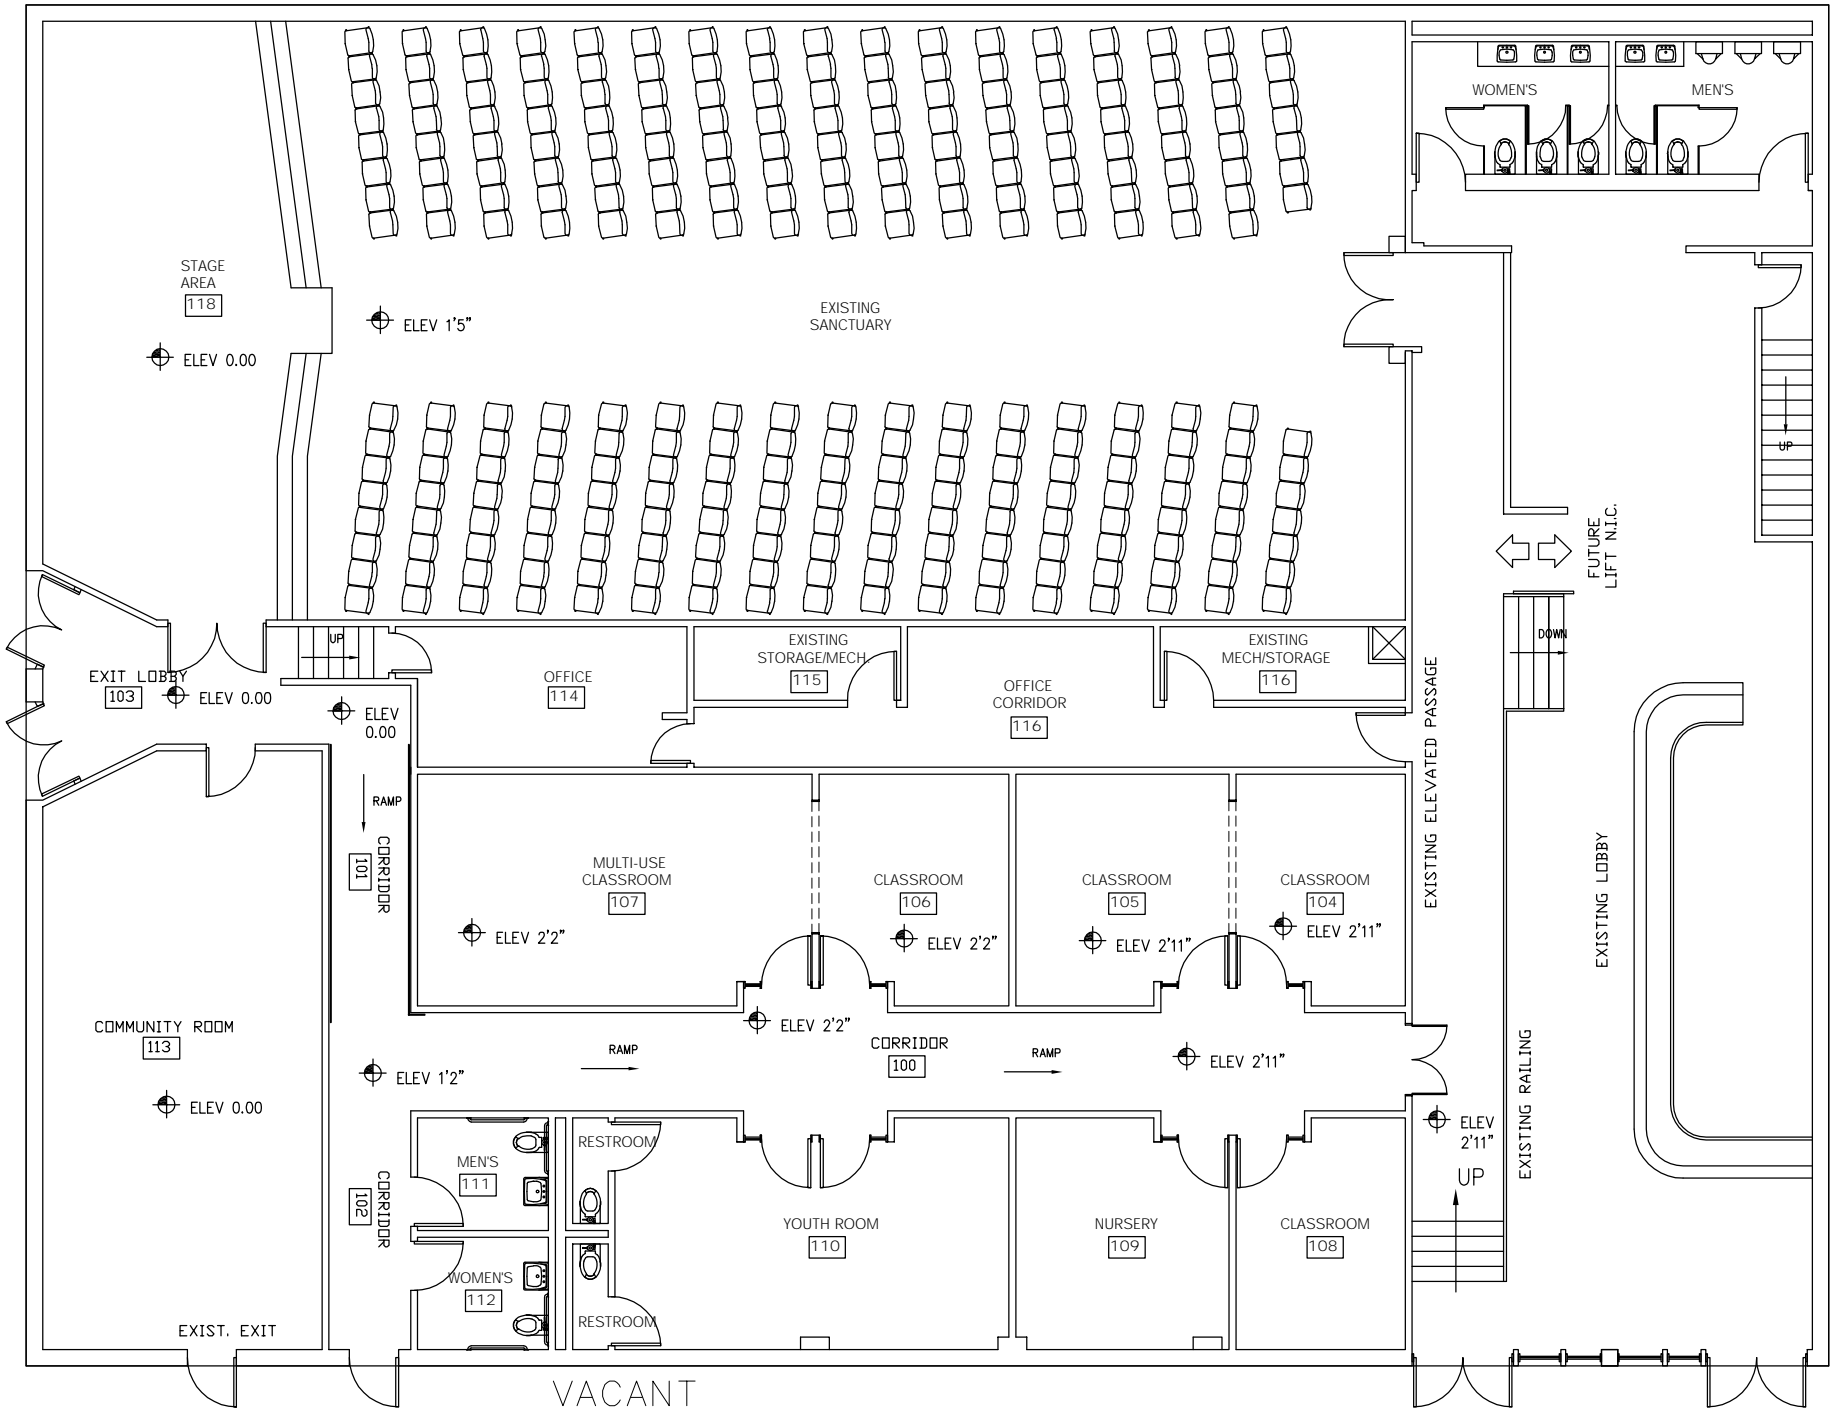 WOMEN'S
MEN'S
STAGE
AREA
118
ELEV 0.00
ELEV 1'5"
EXISTING
SANCTUARY
UP
FUTURE
LIFT N.I.C.
DOWN
UP
EXIT LOBBY
103
ELEV 0.00
ELEV
0.00
OFFICE
114
EXISTING
STORAGE/MECH.
115
OFFICE
CORRIDOR
116
EXISTING
MECH/STORAGE
116
EXISTING ELEVATED PASSAGE
RAMP
CORRIDOR
101
MULTI-USE
CLASSROOM
107
ELEV 2'2"
CLASSROOM
106
ELEV 2'2"
CLASSROOM
105
ELEV 2'11"
CLASSROOM
104
ELEV 2'11"
EXISTING LOBBY
COMMUNITY ROOM
113
ELEV 0.00
ELEV 1'2"
RAMP
ELEV 2'2"
CORRIDOR
100
RAMP
ELEV 2'11"
ELEV
2'11"
UP
EXISTING RAILING
CORRIDOR
102
MEN'S
111
WOMEN'S
112
RESTROOM
RESTROOM
YOUTH ROOM
110
NURSERY
109
CLASSROOM
108
EXIST. EXIT
VACANT